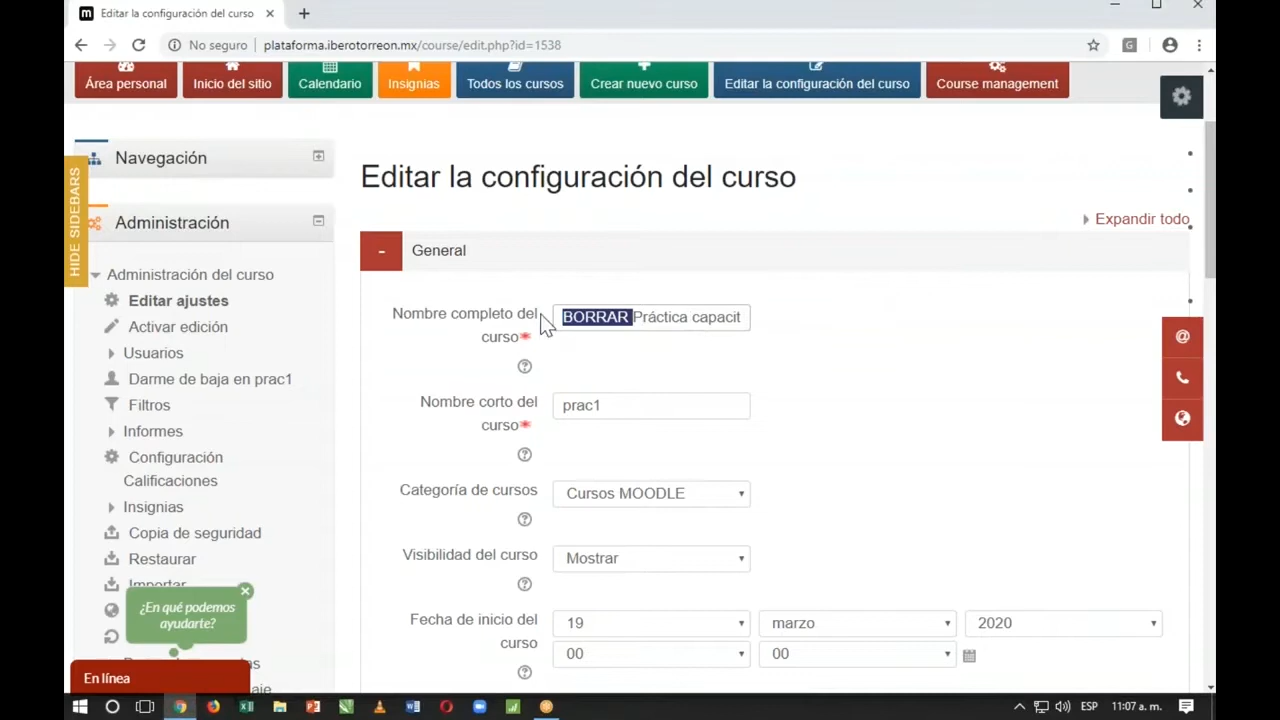 Editar la configuración del curso
No seguro
plataforma.iberotorreon.mx/course/edit.php?id=1538
Área personal
Inicio del sitio
Calendario
Insignias
Todos los cursos
Crear nuevo curso
Editar la configuración del curso
Course management
HIDE SIDEBARS
Navegación
Administración
Administración del curso
Editar ajustes
Activar edición
Usuarios
Darme de baja en prac1
Filtros
Informes
Configuración
Calificaciones
Insignias
Copia de seguridad
Restaurar
Importar
¿En qué podemos
ayudarte?
En línea
Editar la configuración del curso
Expandir todo
General
Nombre completo del
curso*
BORRAR Práctica capacit
Nombre corto del
curso*
prac1
Categoría de cursos
Cursos MOODLE
Visibilidad del curso
Mostrar
Fecha de inicio del
curso
19
marzo
2020
00
00
ESP
11:07 a. m.